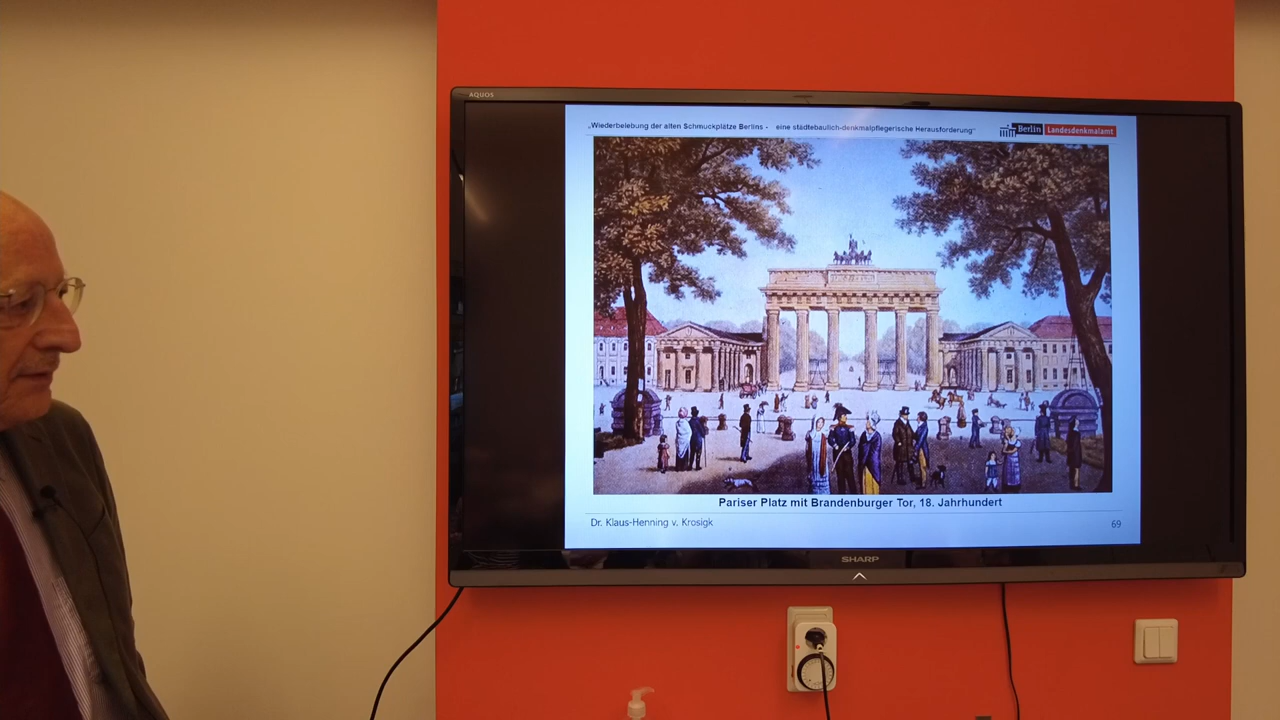 AQUOS
„Wiederbelebung der alten Schmuckplätze Berlins - eine städtebaulich-denkmalpflegerische Herausforderung“
Berlin Landesdenkmalamt
Pariser Platz mit Brandenburger Tor, 18. Jahrhundert
Dr. Klaus-Henning v. Krosigk
69
SHARP